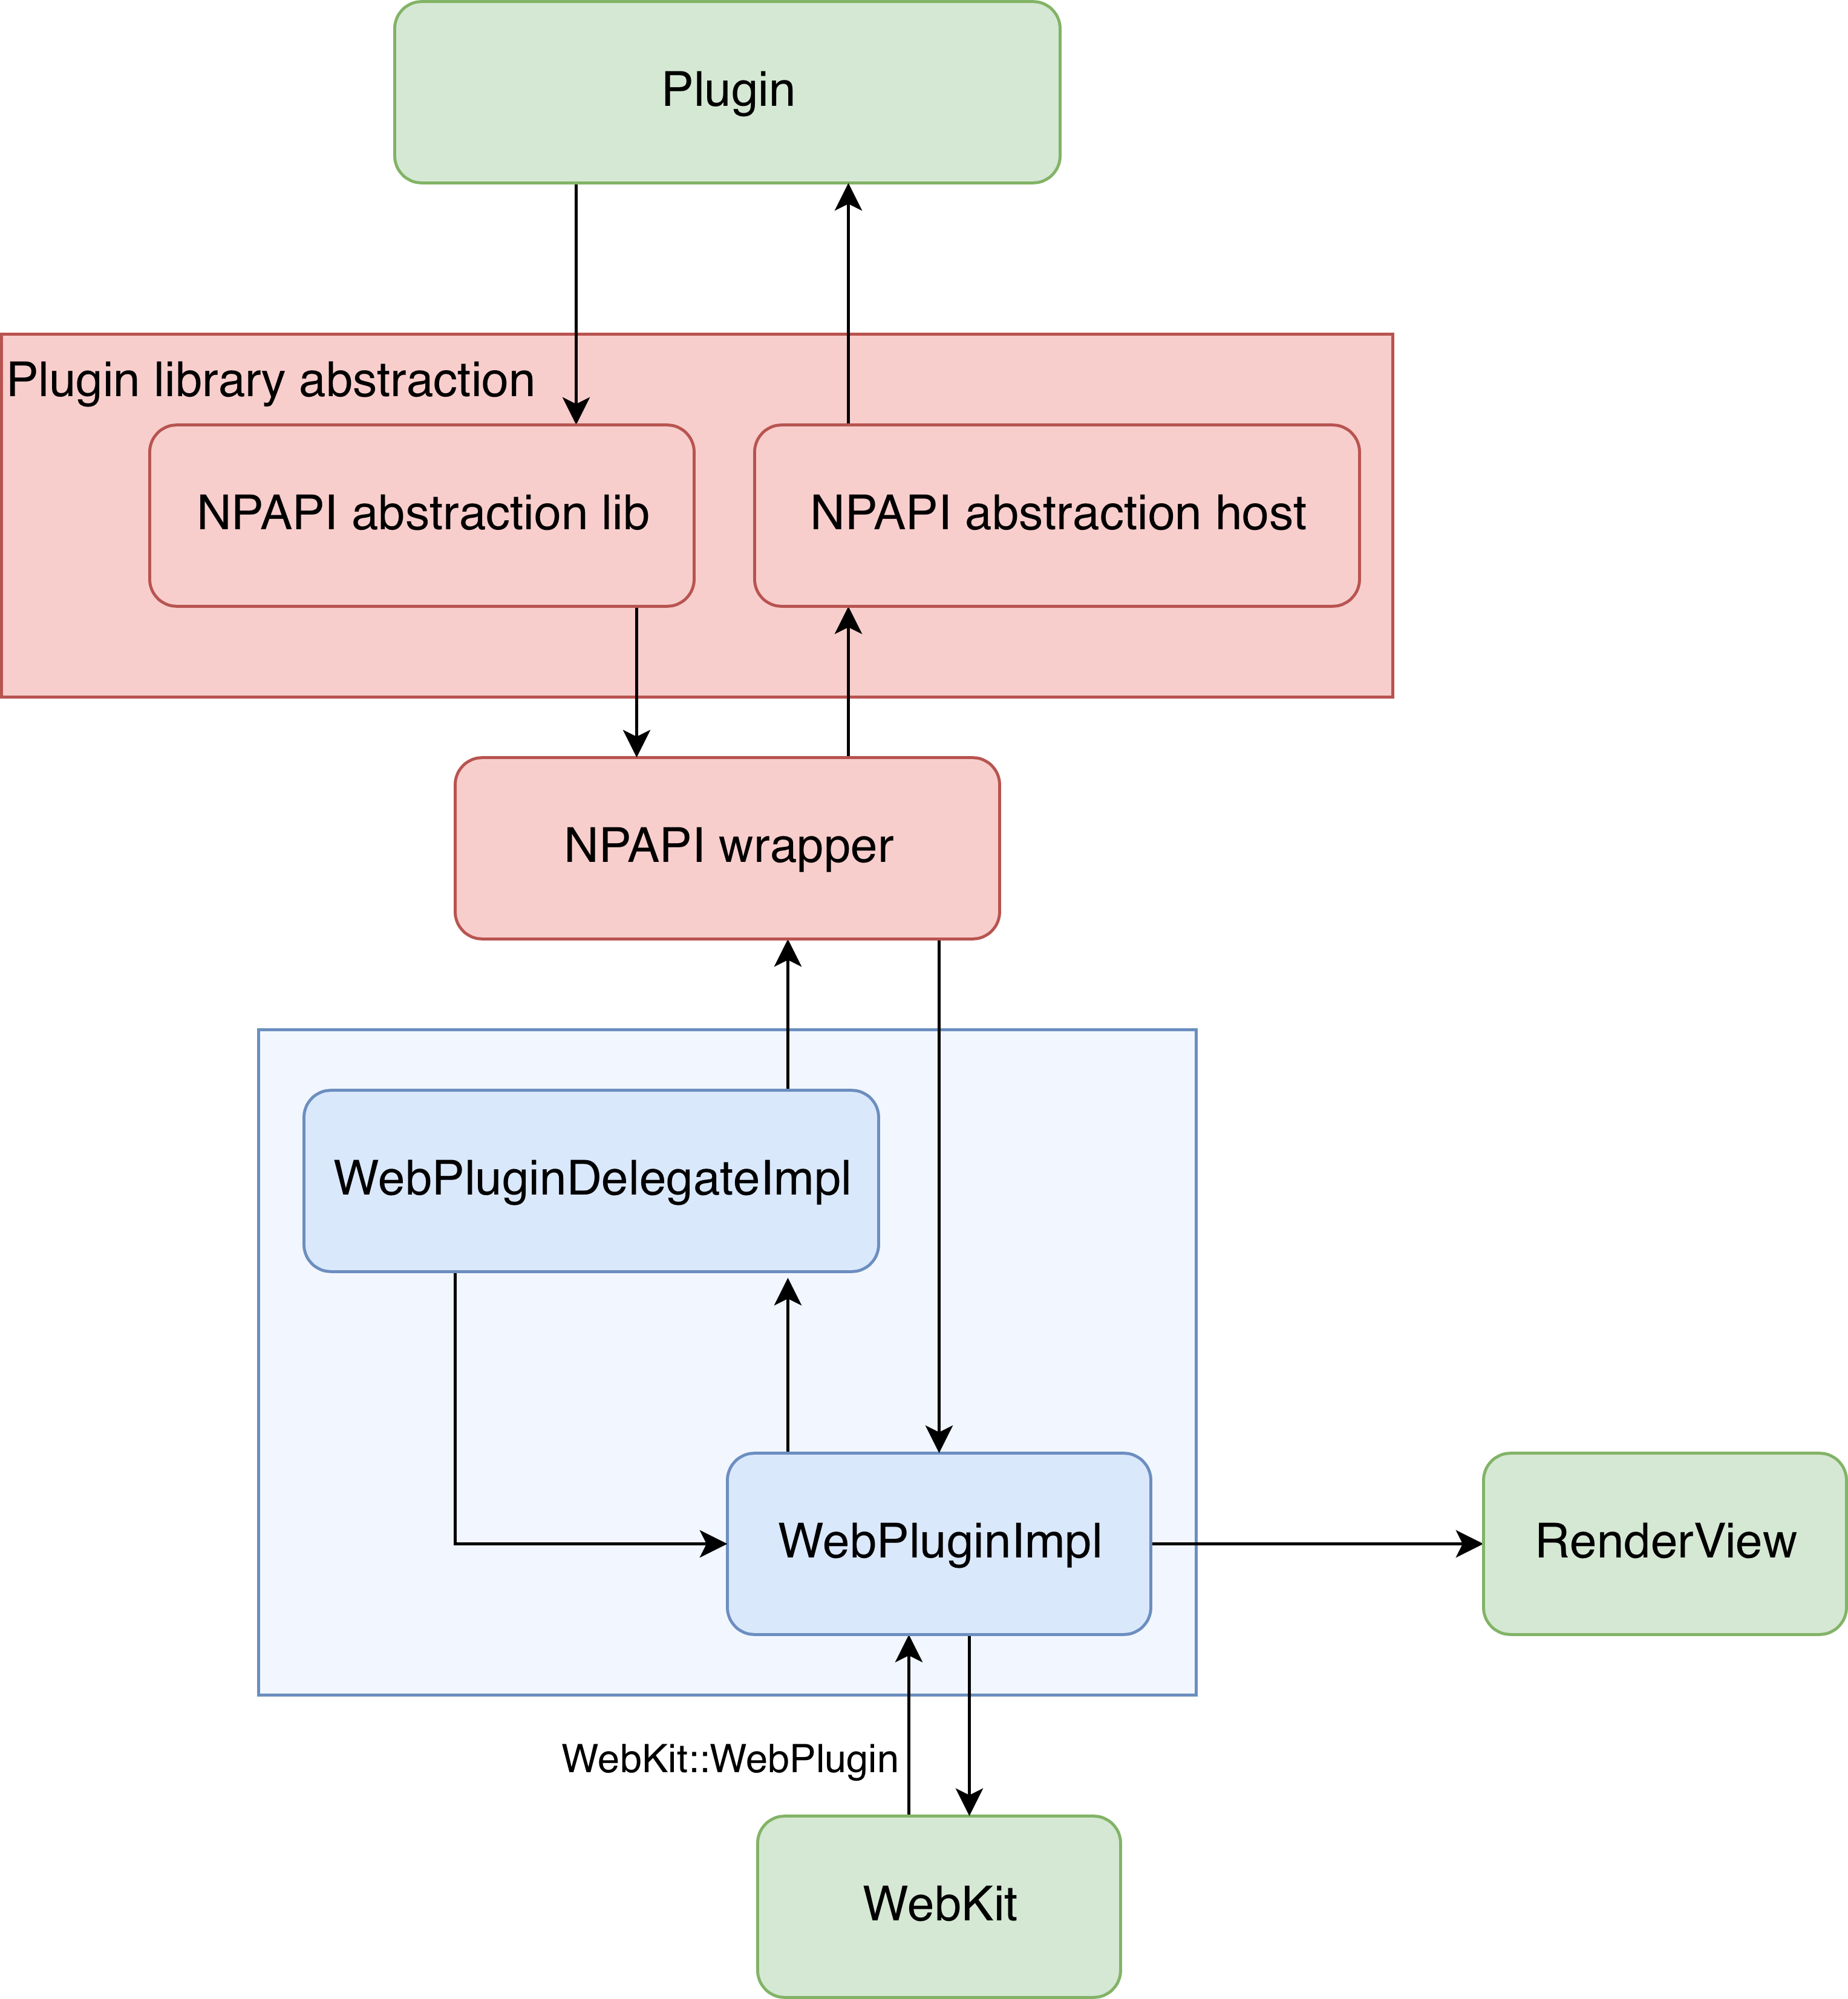 Plugin
Plugin library abstraction
NPAPI abstraction lib
NPAPI abstraction host
NPAPI wrapper
WebPluginDelegateImpl
WebPluginImpl
RenderView
WebKit::WebPlugin
WebKit